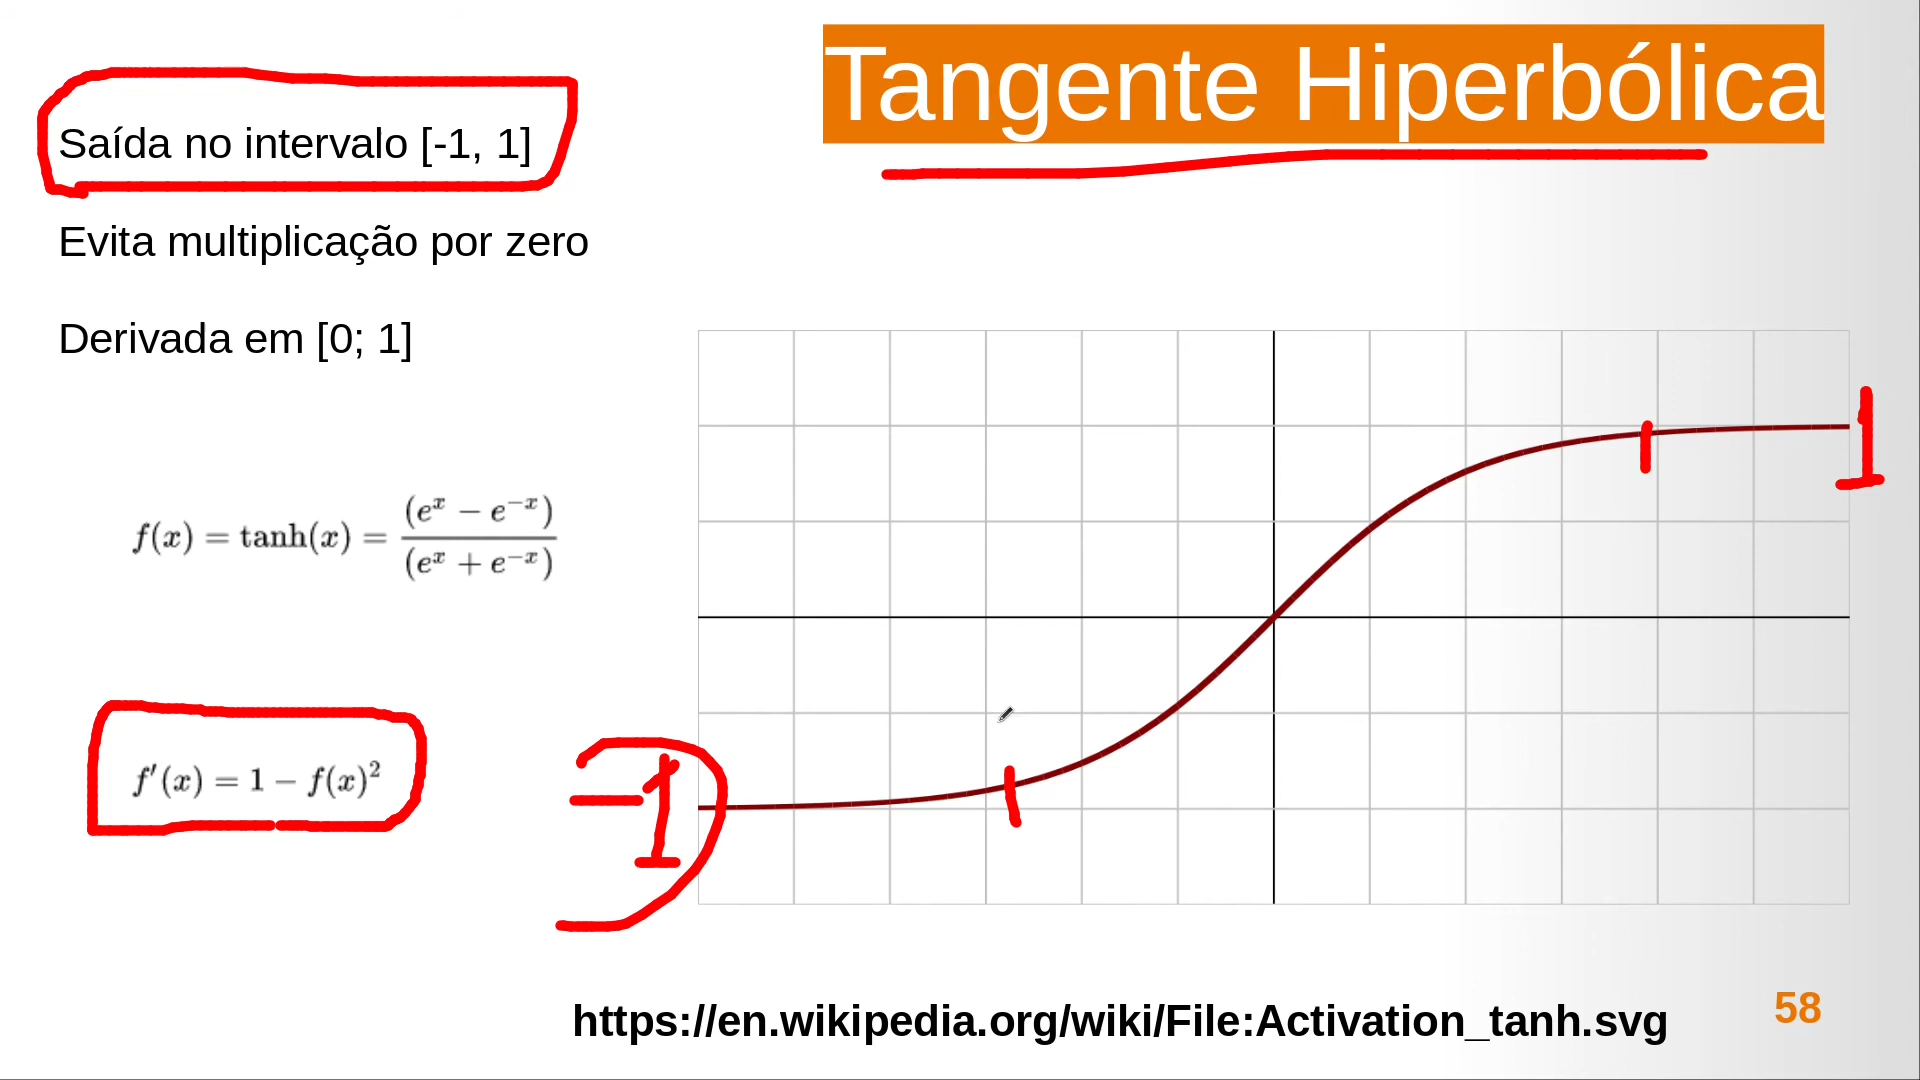 Tangente Hiperbólica
Saída no intervalo [-1, 1]
Evita multiplicação por zero
Derivada em [0; 1]
f(x) = tanh(x) = (e^x − e^−x) / (e^x + e^−x)
f′(x) = 1 − f(x)^2
1
-1
https://en.wikipedia.org/wiki/File:Activation_tanh.svg
58